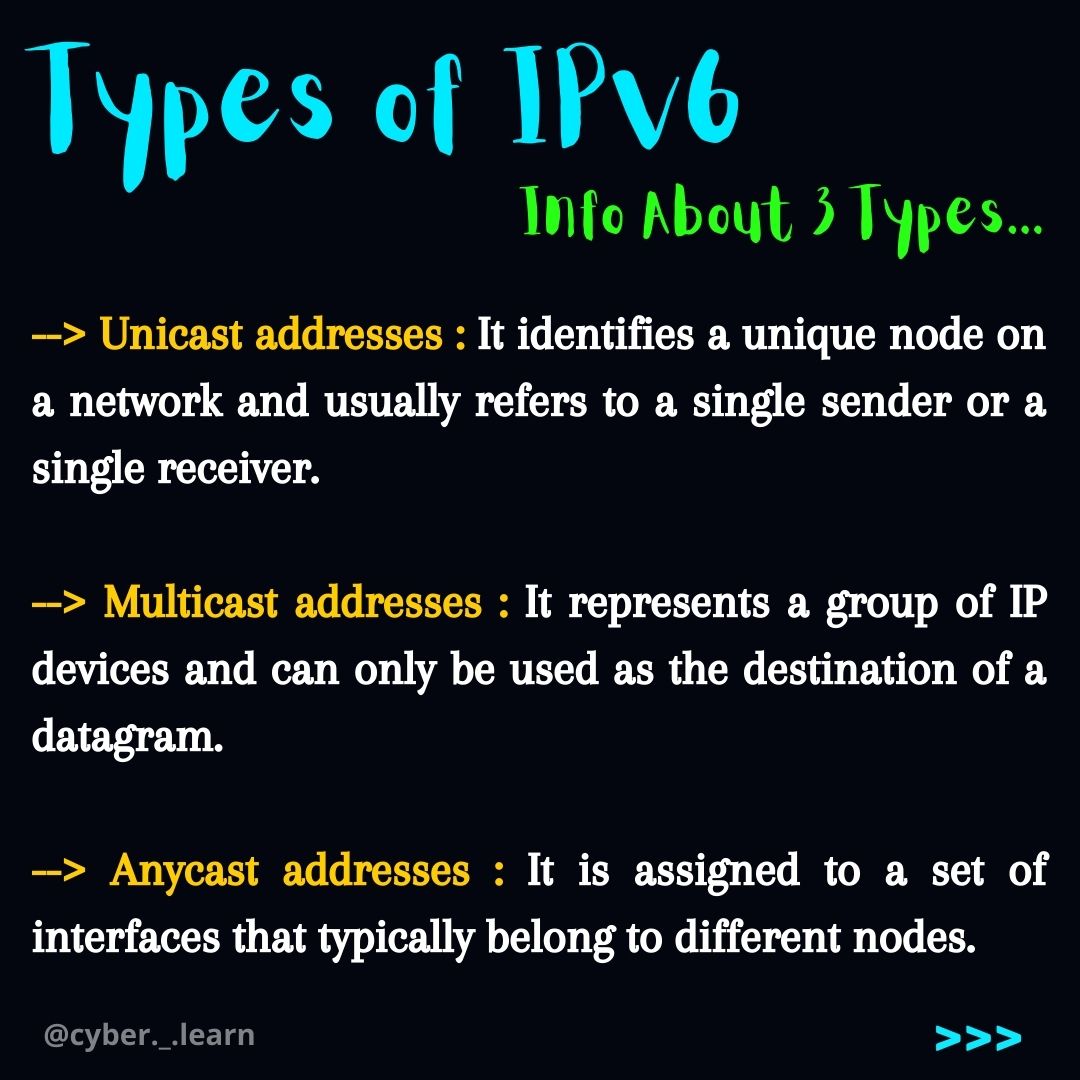 Types of IPv6
Info About 3 Types...
--> Unicast addresses : It identifies a unique node on
a network and usually refers to a single sender or a
single receiver.
--> Multicast addresses : It represents a group of IP
devices and can only be used as the destination of a
datagram.
--> Anycast addresses : It is assigned to a set of
interfaces that typically belong to different nodes.
@cyber._.learn
>>>